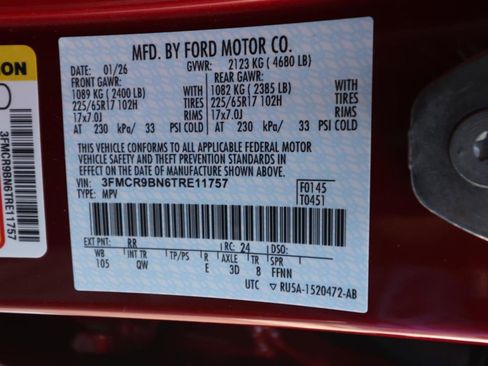 MFD. BY FORD MOTOR CO.
DATE: 01/26 GVWR: 2123 KG ( 4680 LB)
FRONT GAWR: REAR GAWR:
1089 KG ( 2400 LB) WITH 1082 KG ( 2385 LB) WITH
225/65R17 102H TIRES 225/65R17 102H TIRES
17x7.0J RIMS 17x7.0J RIMS
AT 230 kPa/ 33 PSI COLD AT 230 kPa/ 33 PSI COLD
THIS VEHICLE CONFORMS TO ALL APPLICABLE FEDERAL MOTOR
VEHICLE SAFETY AND THEFT PREVENTION STANDARDS IN
EFFECT ON THE DATE OF MANUFACTURE SHOWN ABOVE.
VIN: 3FMCR9BN6TRE11757 F0145
TYPE: MPV T0451
EXT PNT: RR RC: 24 DSO:
WB INT TR TP/PS R AXLE TR SPR
105 QW E 3D 8 FFNN
UTC ▽ RU5A-1520472-AB
ION
3FMCR9BN6TRE11757